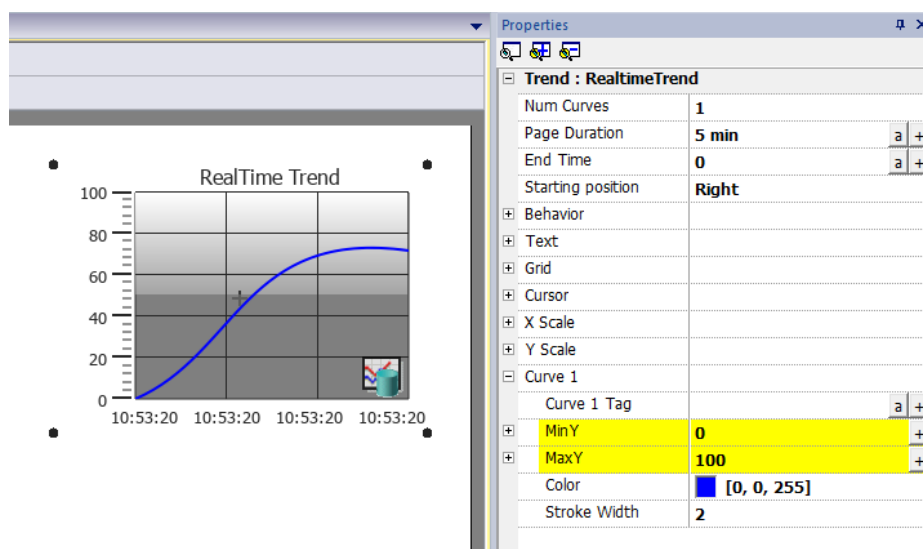 Properties
Trend : RealtimeTrend
Num Curves 1
Page Duration 5 min a +
End Time 0 a +
Starting position Right
Behavior
Text
Grid
Cursor
X Scale
Y Scale
Curve 1
Curve 1 Tag a +
MinY 0 +
MaxY 100 +
Color [0, 0, 255]
Stroke Width 2
RealTime Trend
100
80
60
40
20
0
10:53:20 10:53:20 10:53:20 10:53:20